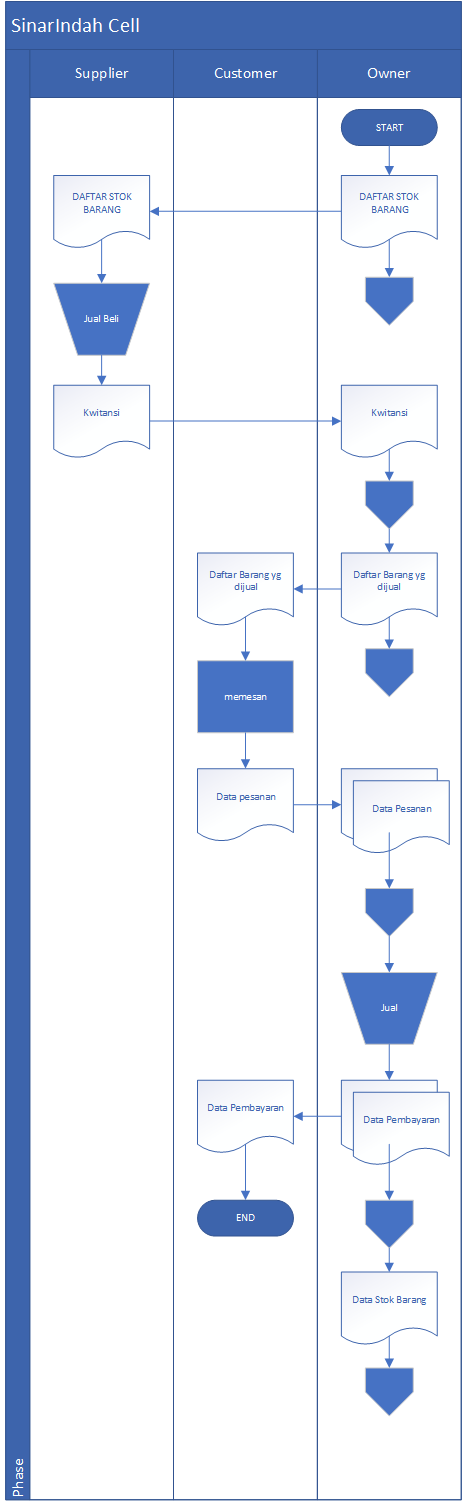 SinarIndah Cell
Supplier
Customer
Owner
START
DAFTAR STOK
BARANG
DAFTAR STOK
BARANG
Jual Beli
Kwitansi
Kwitansi
Daftar Barang yg
dijual
Daftar Barang yg
dijual
memesan
Data pesanan
Data Pesanan
Jual
Data Pembayaran
Data Pembayaran
END
Data Stok Barang
Phase